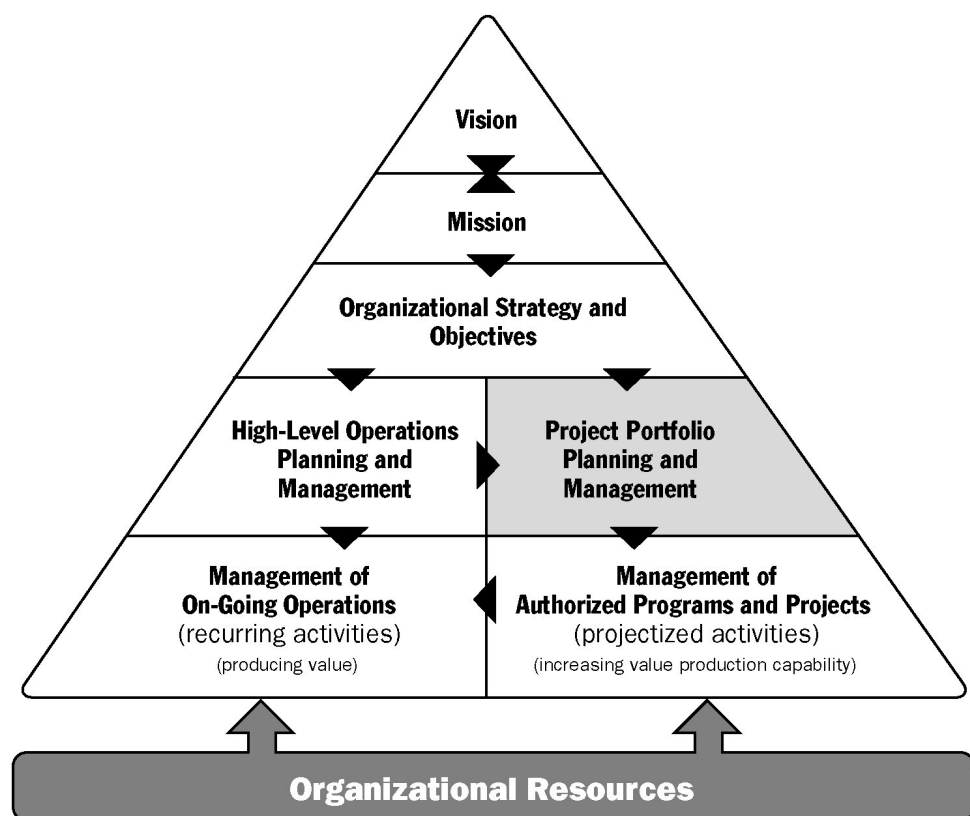 Vision
Mission
Organizational Strategy and
Objectives
High-Level Operations
Planning and
Management
Project Portfolio
Planning and
Management
Management of
On-Going Operations
(recurring activities)
(producing value)
Management of
Authorized Programs and Projects
(projectized activities)
(increasing value production capability)
Organizational Resources